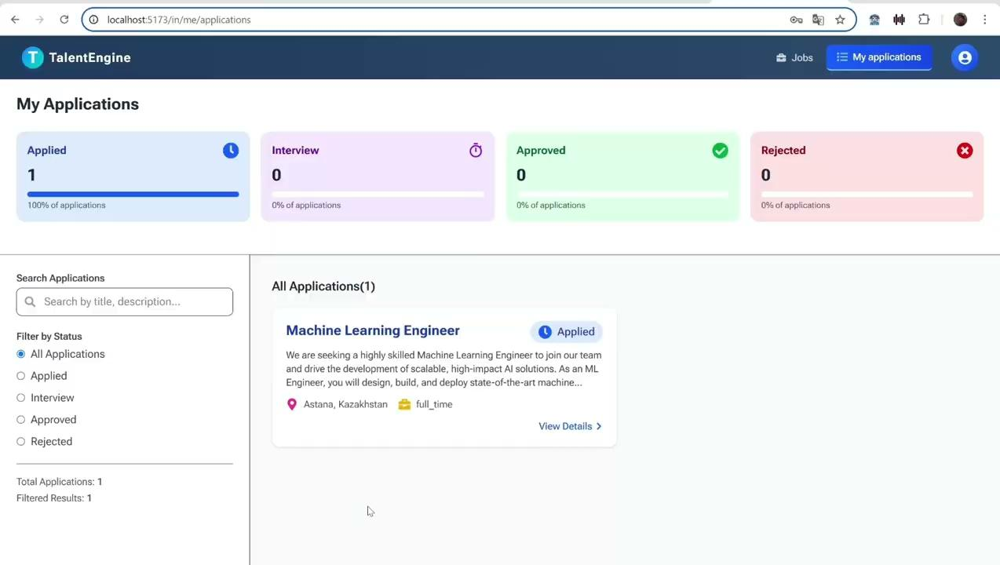 localhost:5173/in/me/applications
T TalentEngine
Jobs
My applications
My Applications
Applied
1
100% of applications
Interview
0
0% of applications
Approved
0
0% of applications
Rejected
0
0% of applications
Search Applications
Search by title, description...
Filter by Status
All Applications
Applied
Interview
Approved
Rejected
Total Applications: 1
Filtered Results: 1
All Applications(1)
Machine Learning Engineer
Applied
We are seeking a highly skilled Machine Learning Engineer to join our team
and drive the development of scalable, high-impact AI solutions. As an ML
Engineer, you will design, build, and deploy state-of-the-art machine...
Astana, Kazakhstan
full_time
View Details